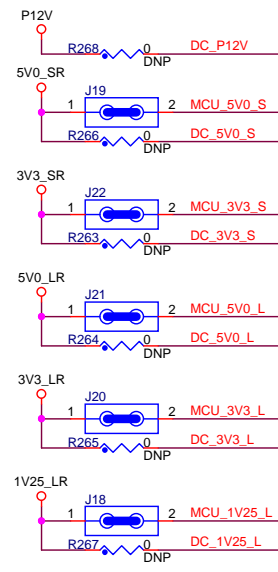 P12V
R268 0 DC_P12V
DNP
5V0_SR
J19
1 2 MCU_5V0_S
R266 0 DC_5V0_S
DNP
3V3_SR
J22
1 2 MCU_3V3_S
R263 0 DC_3V3_S
DNP
5V0_LR
J21
1 2 MCU_5V0_L
R264 0 DC_5V0_L
DNP
3V3_LR
J20
1 2 MCU_3V3_L
R265 0 DC_3V3_L
DNP
1V25_LR
J18
1 2 MCU_1V25_L
R267 0 DC_1V25_L
DNP